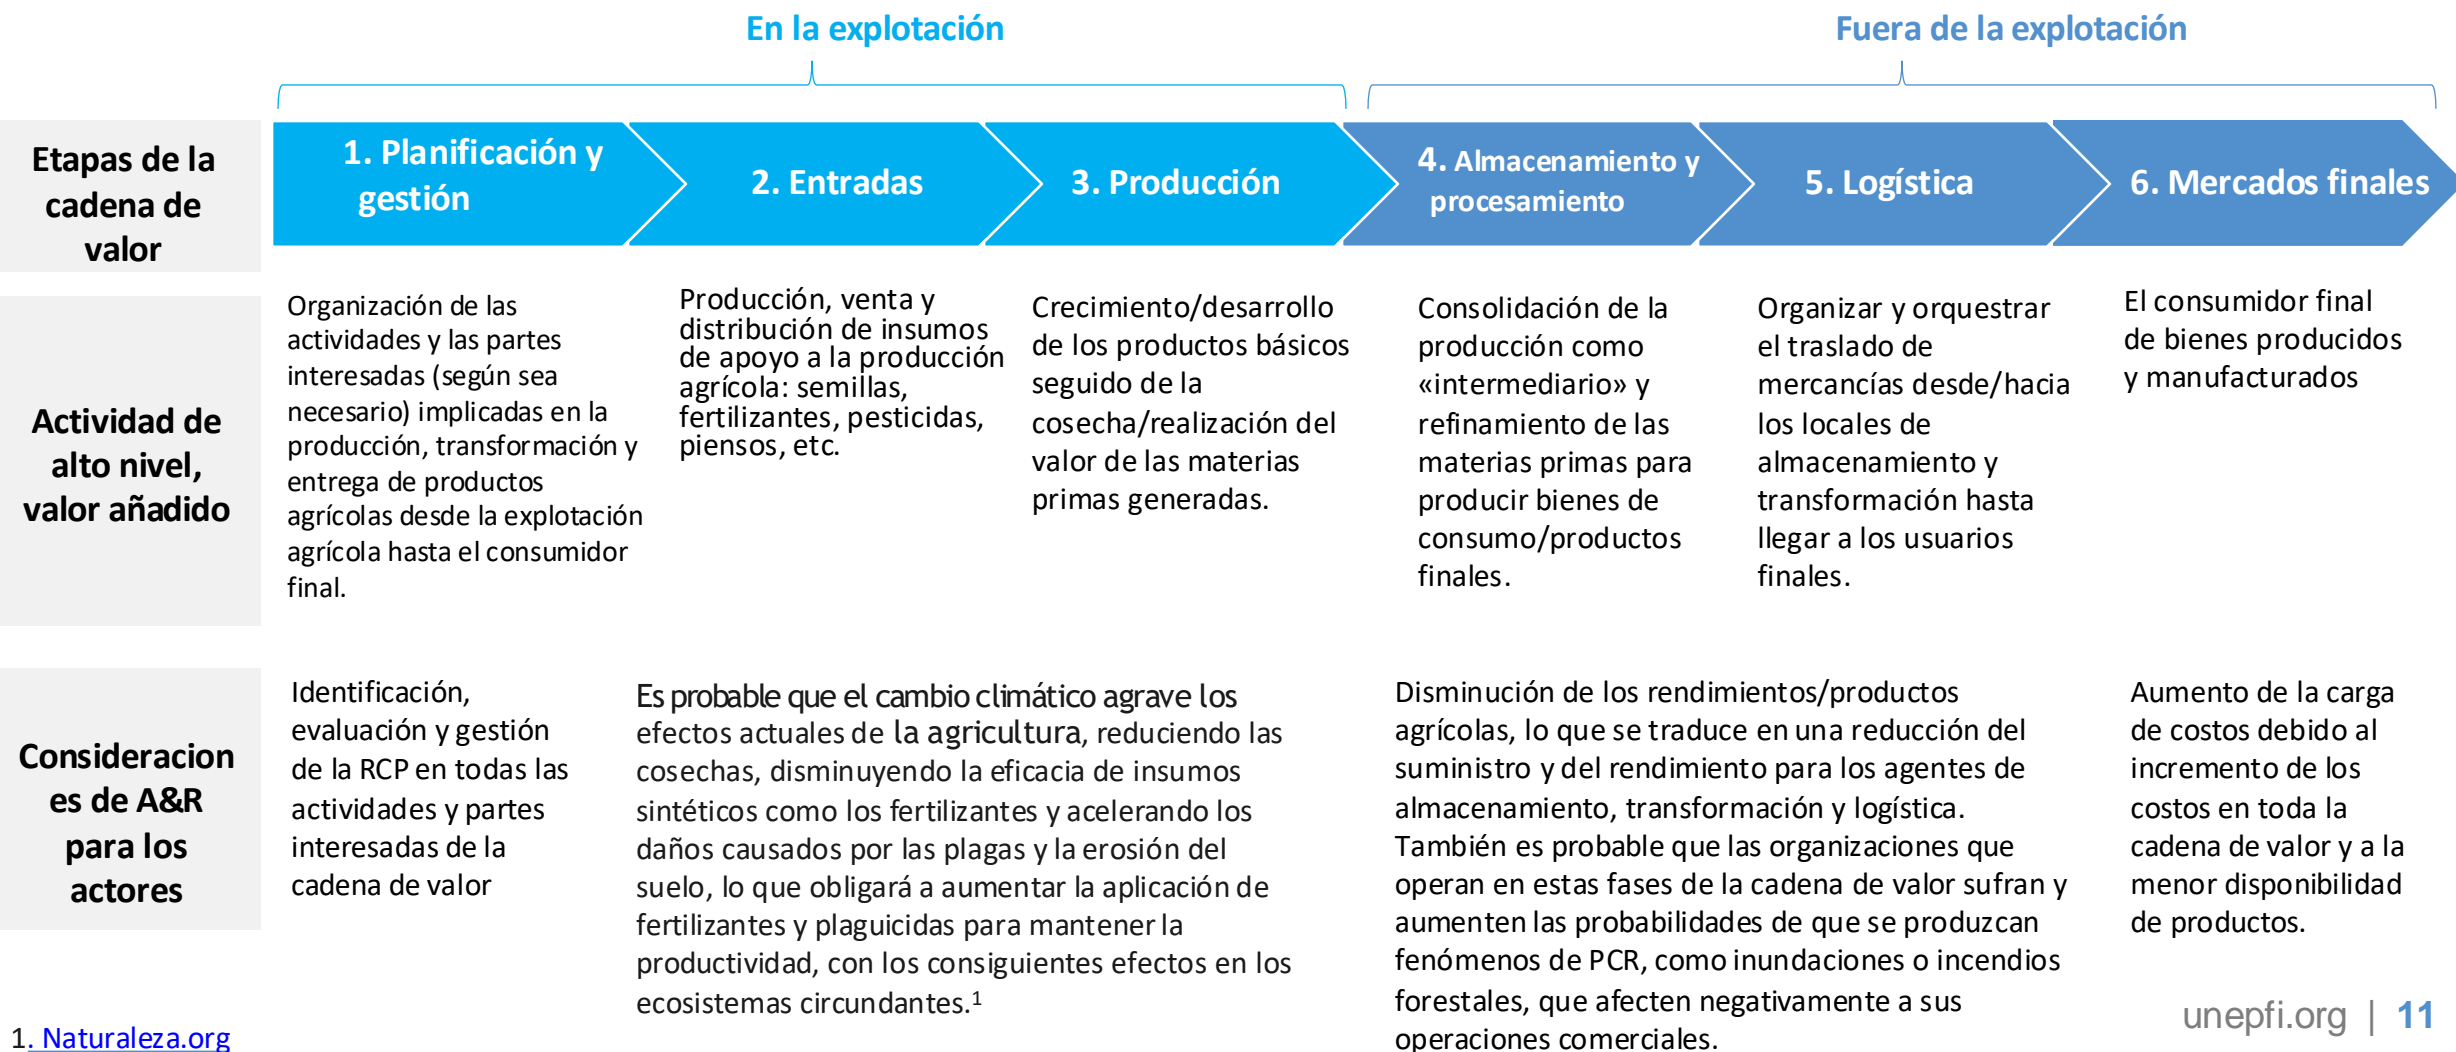 En la explotación
Fuera de la explotación
Etapas de la
cadena de
valor
1. Planificación y
gestión
2. Entradas
3. Producción
4. Almacenamiento y
procesamiento
5. Logística
6. Mercados finales
Actividad de
alto nivel,
valor añadido
Organización de las
actividades y las partes
interesadas (según sea
necesario) implicadas en la
producción, transformación y
entrega de productos
agrícolas desde la explotación
agrícola hasta el consumidor
final.
Producción, venta y
distribución de insumos
de apoyo a la producción
agrícola: semillas,
fertilizantes, pesticidas,
piensos, etc.
Crecimiento/desarrollo
de los productos básicos
seguido de la
cosecha/realización del
valor de las materias
primas generadas.
Consolidación de la
producción como
«intermediario» y
refinamiento de las
materias primas para
producir bienes de
consumo/productos
finales.
Organizar y orquestrar
el traslado de
mercancías desde/hacia
los locales de
almacenamiento y
transformación hasta
llegar a los usuarios
finales.
El consumidor final
de bienes producidos
y manufacturados
Consideracion
es de A&R
para los
actores
Identificación,
evaluación y gestión
de la RCP en todas las
actividades y partes
interesadas de la
cadena de valor
Es probable que el cambio climático agrave los
efectos actuales de la agricultura, reduciendo las
cosechas, disminuyendo la eficacia de insumos
sintéticos como los fertilizantes y acelerando los
daños causados por las plagas y la erosión del
suelo, lo que obligará a aumentar la aplicación de
fertilizantes y plaguicidas para mantener la
productividad, con los consiguientes efectos en los
ecosistemas circundantes.1
Disminución de los rendimientos/productos
agrícolas, lo que se traduce en una reducción del
suministro y del rendimiento para los agentes de
almacenamiento, transformación y logística.
También es probable que las organizaciones que
operan en estas fases de la cadena de valor sufran y
aumenten las probabilidades de que se produzcan
fenómenos de PCR, como inundaciones o incendios
forestales, que afecten negativamente a sus
operaciones comerciales.
Aumento de la carga
de costos debido al
incremento de los
costos en toda la
cadena de valor y a la
menor disponibilidad
de productos.
1. Naturaleza.org
unepfi.org | 11